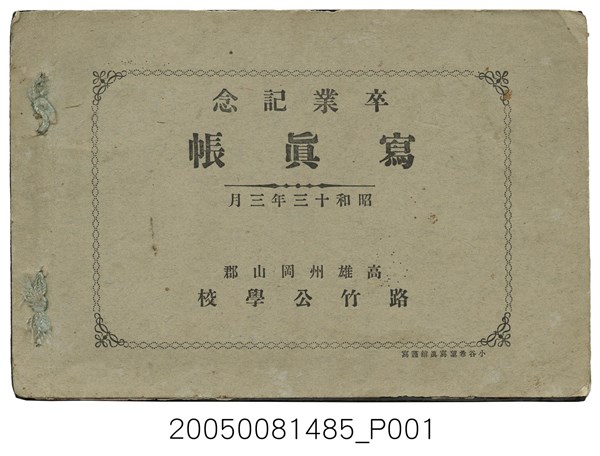 卒業記念
寫眞帳
昭和十三年三月
高雄州岡山郡
路竹公學校
20050081485_P001